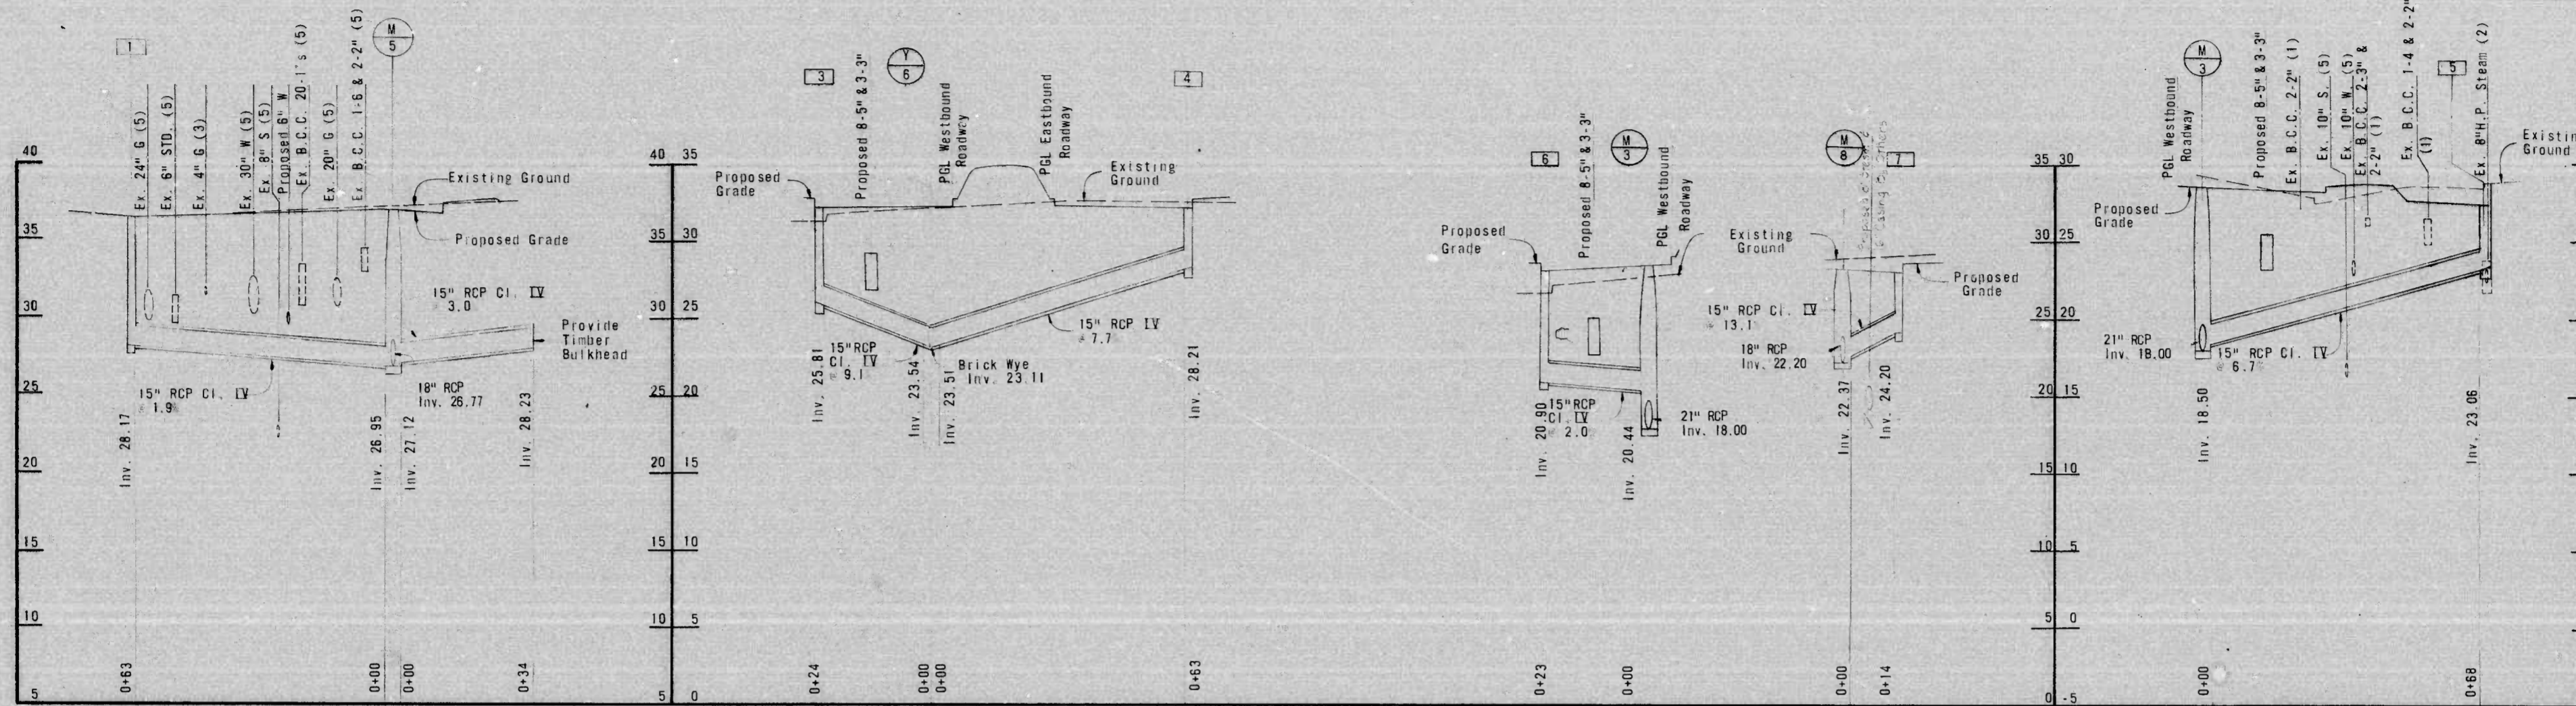 1
Ex. 24" G (5)
Ex. 6" STD. (5)
Ex. 4" G (3)
Ex. 30" W (5)
Ex 8" S (5)
Proposed 6" W
Ex. B.C.C. 20-1's (5)
Ex. 20" G (5)
Ex B.C.C. 1-6 & 2-2" (5)
M
5
Existing Ground
Proposed Grade
15" RCP Cl. IV
3.0
Provide
Timber
Bulkhead
15" RCP Cl. IV
1.9
18" RCP
Inv. 26.77
Inv. 28.17
Inv. 26.95
Inv. 27.12
Inv. 28.23
40
35
30
25
20
15
10
5
0+63
0+00
0+00
0+34
40 35
35 30
30 25
25 20
20 15
15 10
10 5
5 0
3
Proposed 8-5" & 3-3"
Y
6
PGL Westbound
Roadway
PGL Eastbound
Roadway
4
Proposed
Grade
Existing
Ground
15" RCP
Cl. IV
9.1
Brick Wye
Inv. 23.11
15" RCP IV
7.7
Inv. 25.81
Inv. 23.54
Inv. 23.51
Inv. 28.21
0+24
0+00
0+00
0+63
6
Proposed 8-5" & 3-3"
M
3
PGL Westbound
Roadway
Proposed
Grade
Existing
Ground
15" RCP
Cl. IV
2.0
21" RCP
Inv. 18.00
Inv. 20.90
Inv. 20.44
0+23
0+00
M
8
7
Proposed
Grade
15" RCP Cl. IV
13.1
18" RCP
Inv. 22.20
Inv. 22.37
Inv. 24.20
0+00
0+14
35 30
30 25
25 20
20 15
15 10
10 5
5 0
0 -5
PGL Westbound
Roadway
M
3
Proposed 8-5" & 3-3"
Ex. B.C.C. 2-2" (1)
Ex. 10" S. (5)
Ex 10" W. (5)
Ex B.C.C. 2-3" &
2-2" (1)
Ex. B.C.C. 1-4 & 2-2"
(1)
5
Ex. 8" H.P. Steam (2)
Ground
Proposed
Grade
21" RCP
Inv. 18.00
15" RCP Cl. IV
6.7
Inv. 18.50
Inv. 23.06
0+00
0+68